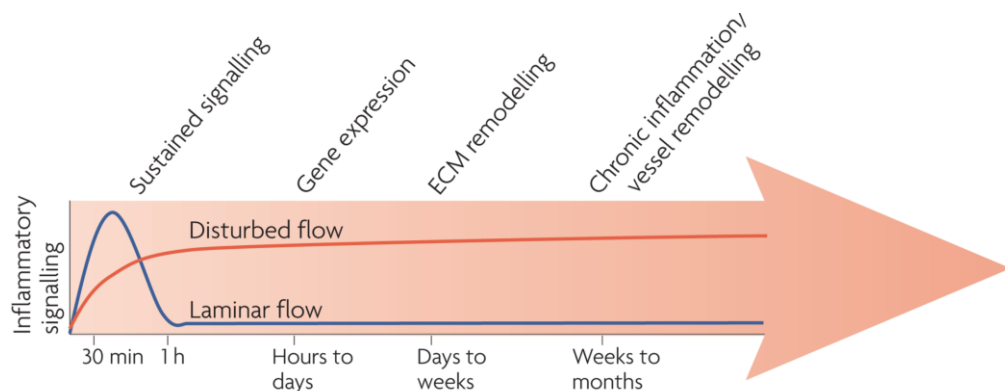 Sustained signalling
Gene expression
ECM remodelling
Chronic inflammation/
vessel remodelling
Inflammatory
signalling
Disturbed flow
Laminar flow
30 min
1 h
Hours to
days
Days to
weeks
Weeks to
months